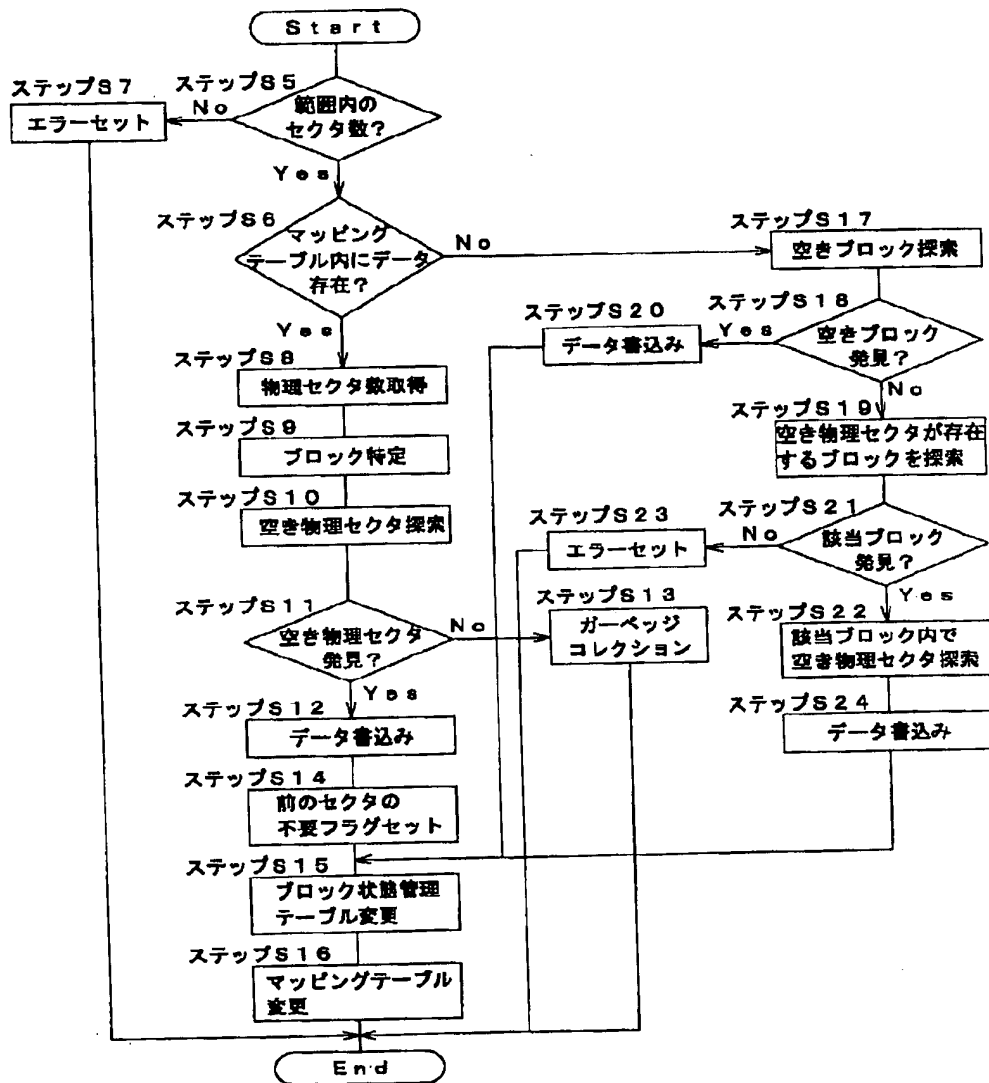 Start
ステップS7
ステップS5
エラーセット
No
範囲内の
セクタ数?
Yes
ステップS6
マッピング
テーブル内にデータ
存在?
No
ステップS17
空きブロック探索
Yes
ステップS20
データ書込み
Yes
ステップS18
空きブロック
発見?
No
ステップS8
物理セクタ数取得
ステップS19
空き物理セクタが存在
するブロックを探索
ステップS9
ブロック特定
ステップS10
空き物理セクタ探索
ステップS23
エラーセット
No
ステップS21
該当ブロック
発見?
Yes
ステップS11
空き物理セクタ
発見?
No
ステップS13
ガーベッジ
コレクション
ステップS22
該当ブロック内で
空き物理セクタ探索
Yes
ステップS12
データ書込み
ステップS24
データ書込み
ステップS14
前のセクタの
不要フラグセット
ステップS15
ブロック状態管理
テーブル変更
ステップS16
マッピングテーブル
変更
End